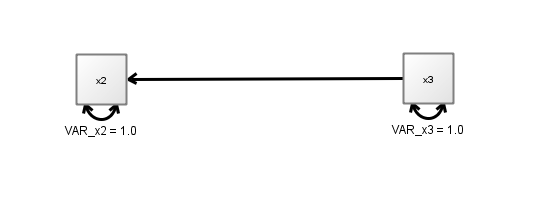 x2
x3
VAR_x2 = 1.0
VAR_x3 = 1.0